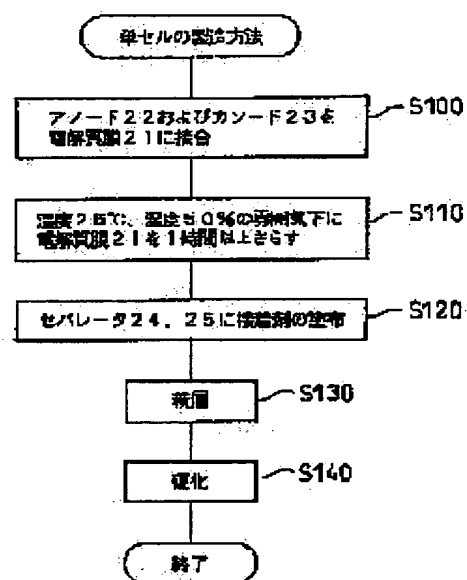 単セルの製造方法
アノード22およびカソード23を
電解質膜21に接合
S100
温度25℃、湿度50%の雰囲気下に
電解質膜21を1時間以上さらす
S110
セパレータ24，25に接着剤の塗布
S120
積層
S130
硬化
S140
終了